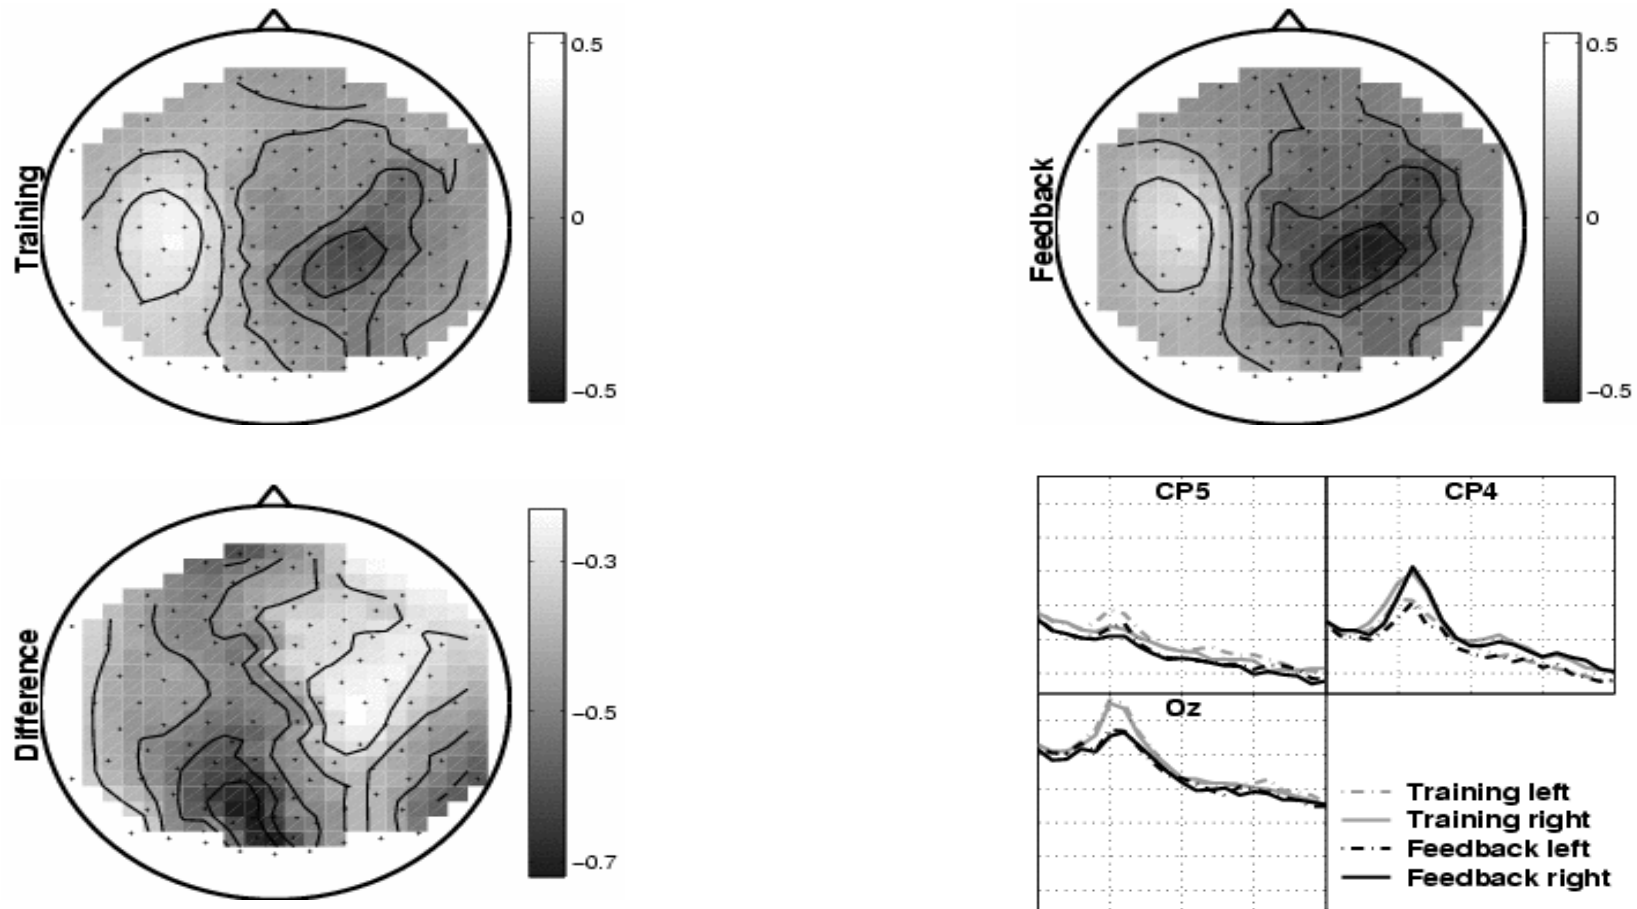 Training
0.5
0
−0.5
Feedback
0.5
0
−0.5
Difference
−0.3
−0.5
−0.7
CP5
CP4
Oz
Training left
Training right
Feedback left
Feedback right